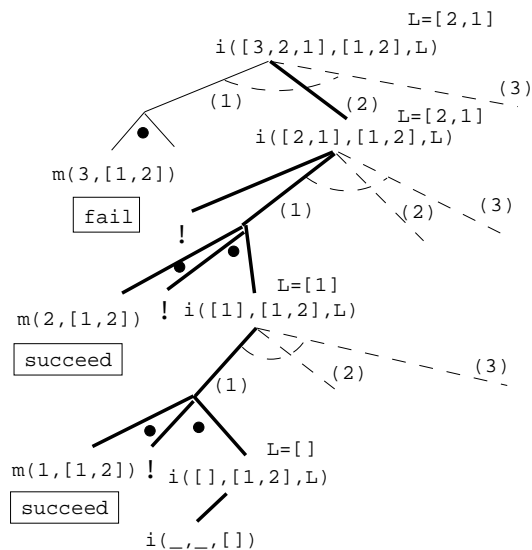 L=[2,1]
i([3,2,1],[1,2],L)
(3)
(1)
(2)
L=[2,1]
i([2,1],[1,2],L)
m(3,[1,2])
fail
(1)
(2)
(3)
!
L=[1]
m(2,[1,2])
!
i([1],[1,2],L)
succeed
(1)
(2)
(3)
L=[]
m(1,[1,2])
!
i([],[1,2],L)
succeed
i(_,_,[])